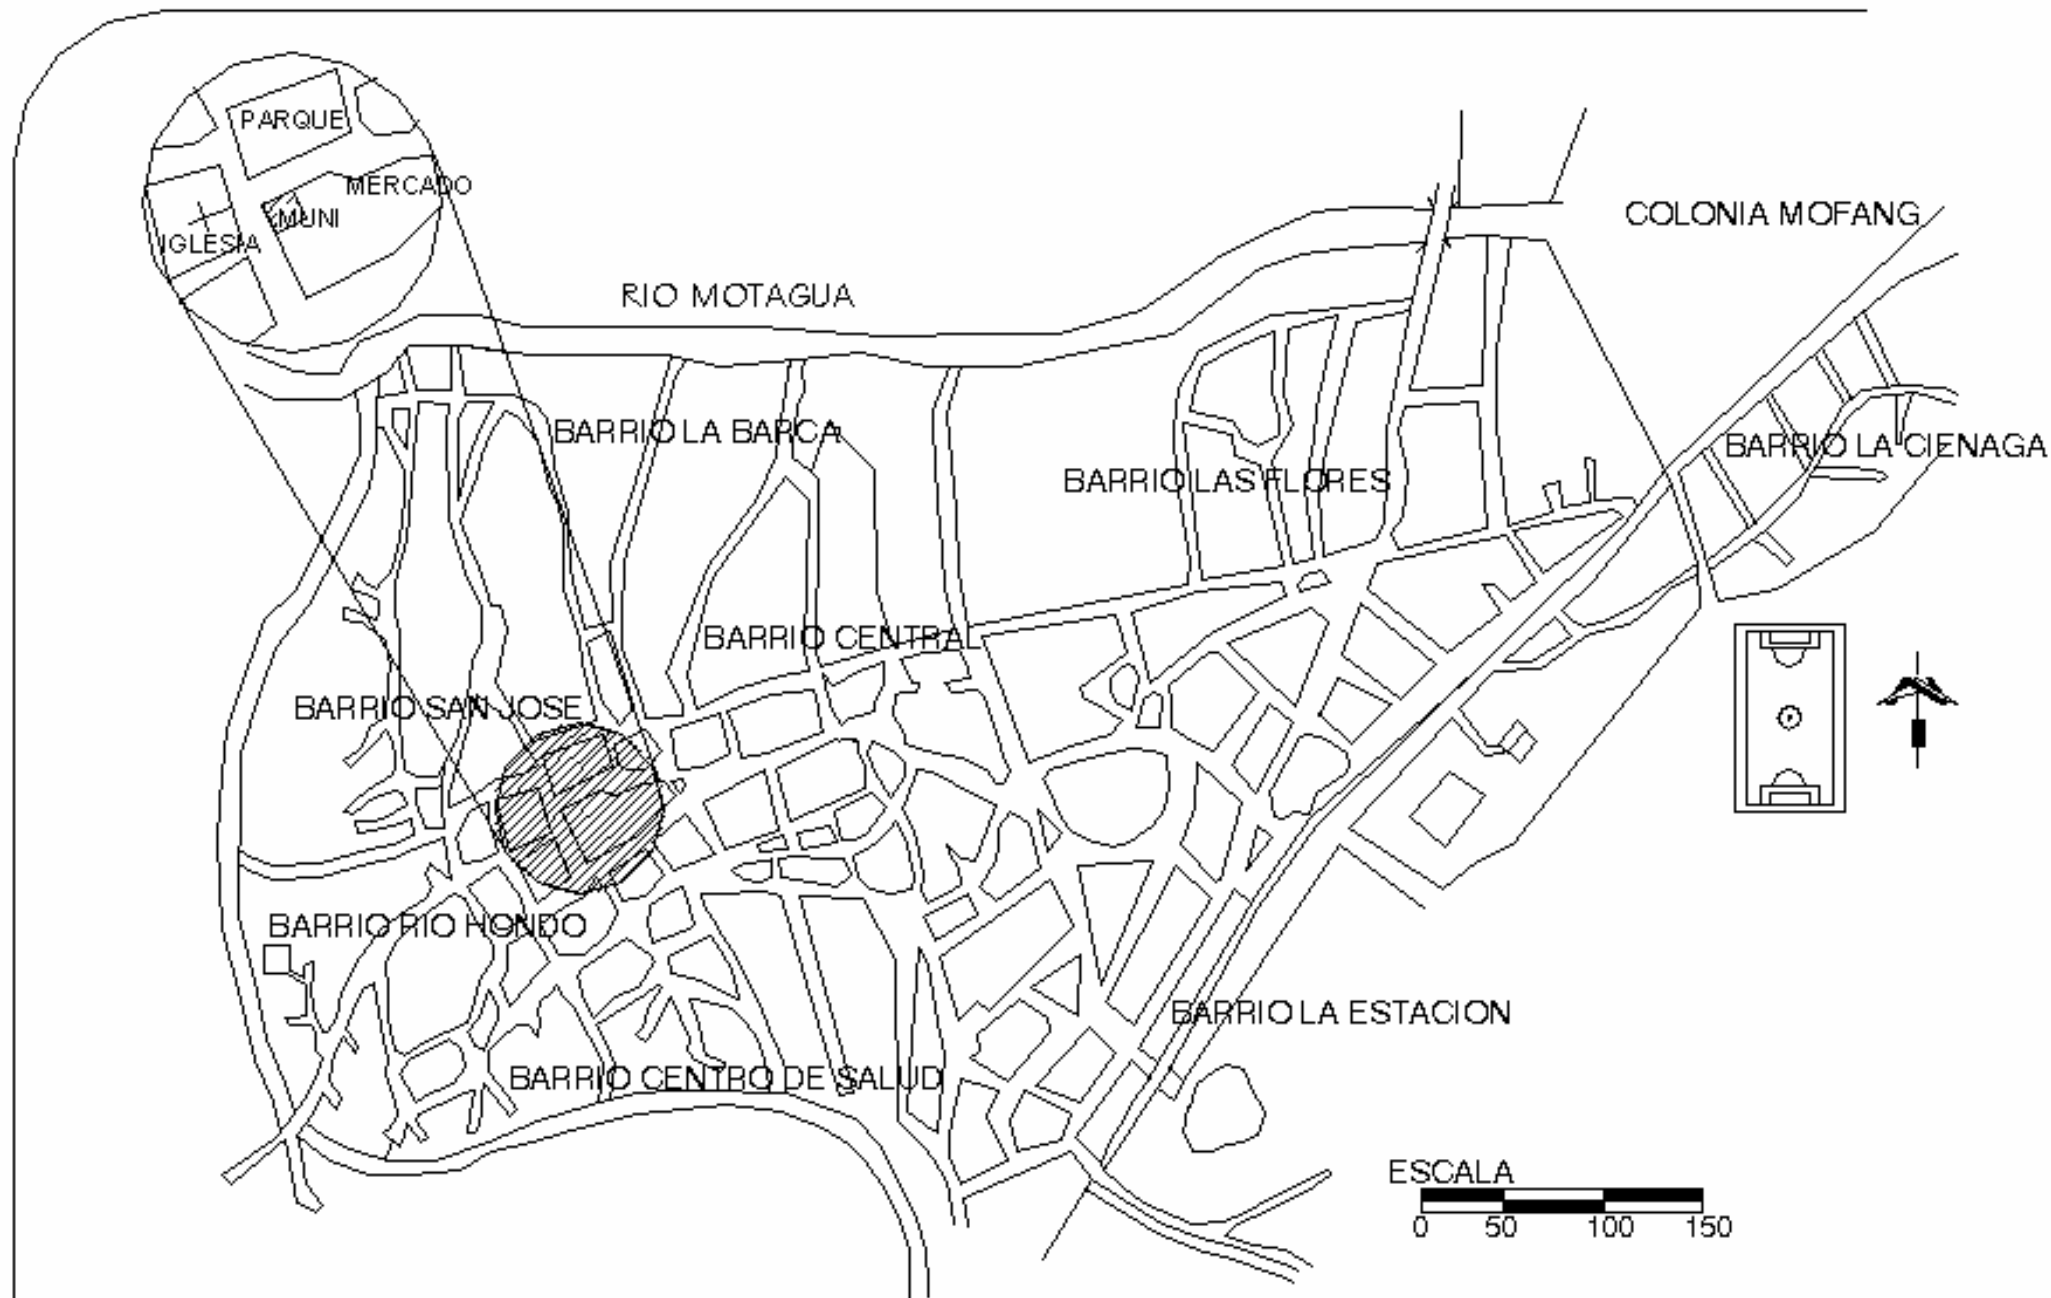 PARQUE
MERCADO
MUNI
IGLESIA
COLONIA MOFANG
RIO MOTAGUA
BARRIO LA BARCA
BARRIO LA CIENAGA
BARRIO LAS FLORES
BARRIO CENTRAL
BARRIO SAN JOSE
BARRIO RIO HONDO
BARRIO LA ESTACION
BARRIO CENTRO DE SALUD
ESCALA
0 50 100 150